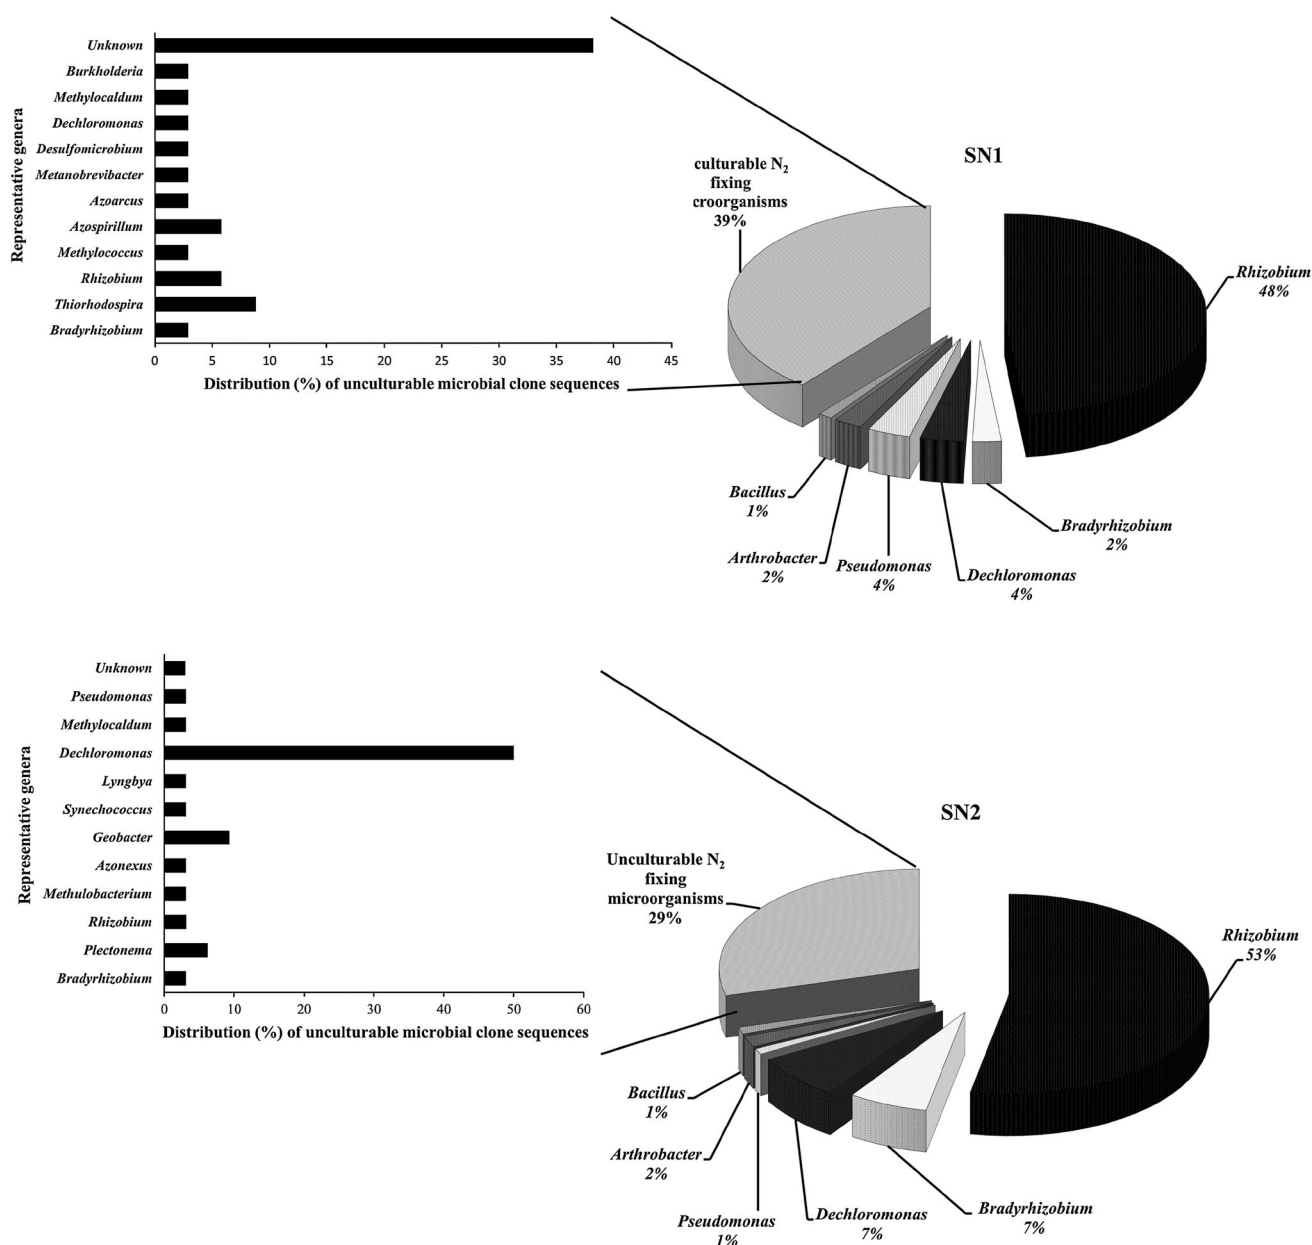 Representative genera
Unknown
Burkholderia
Methylocaldum
Dechloromonas
Desulfomicrobium
Metanobrevibacter
Azoarcus
Azospirillum
Methylococcus
Rhizobium
Thiorhodospira
Bradyrhizobium
0 5 10 15 20 25 30 35 40 45
Distribution (%) of unculturable microbial clone sequences
SN1
culturable N₂
fixing
croorganisms
39%
Rhizobium
48%
Bacillus
1%
Arthrobacter
2%
Pseudomonas
4%
Dechloromonas
4%
Bradyrhizobium
2%
Representative genera
Unknown
Pseudomonas
Methylocaldum
Dechloromonas
Lyngbya
Synechococcus
Geobacter
Azonexus
Methulobacterium
Rhizobium
Plectonema
Bradyrhizobium
0 10 20 30 40 50 60
Distribution (%) of unculturable microbial clone sequences
SN2
Unculturable N₂
fixing
microorganisms
29%
Rhizobium
53%
Bacillus
1%
Arthrobacter
2%
Pseudomonas
1%
Dechloromonas
7%
Bradyrhizobium
7%